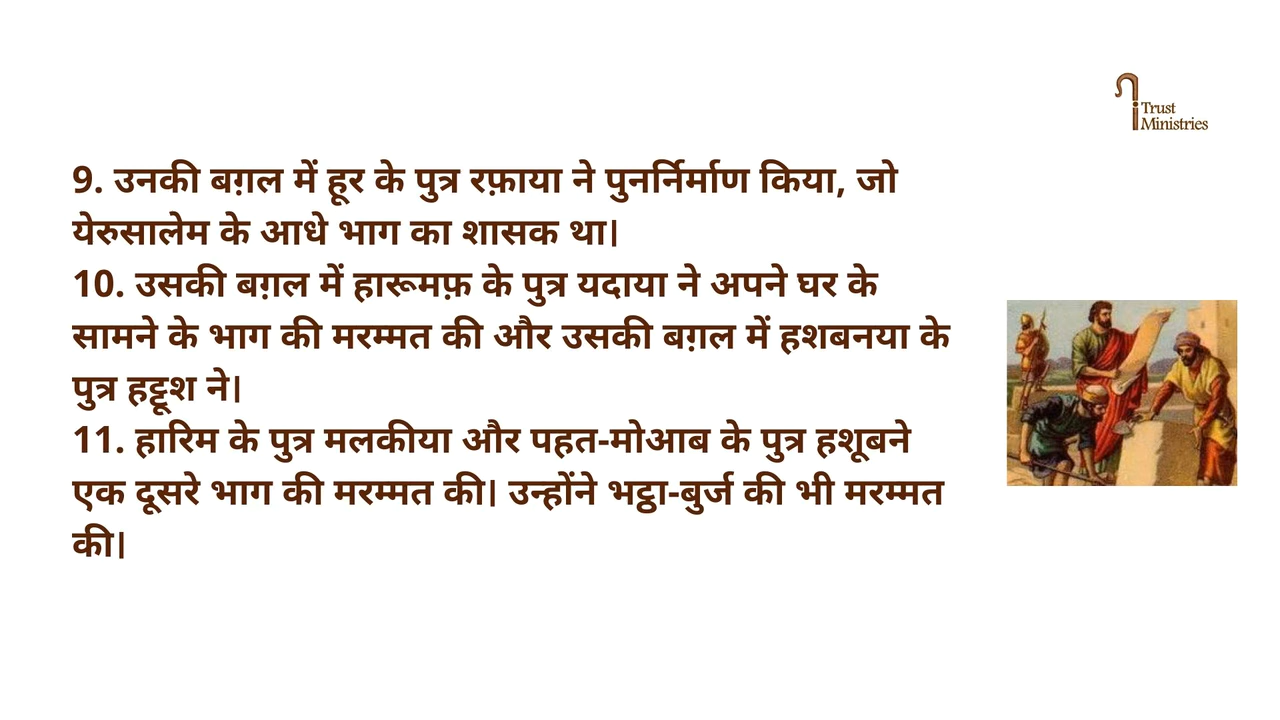 Trust
Ministries
9. उनकी बग़ल में हूर के पुत्र रफ़ाया ने पुनर्निर्माण किया, जो
येरुसालेम के आधे भाग का शासक था।
10. उसकी बग़ल में हारूमफ़ के पुत्र यदाया ने अपने घर के
सामने के भाग की मरम्मत की और उसकी बग़ल में हशबनया के
पुत्र हट्टूश ने।
11. हारिम के पुत्र मलकीया और पहत-मोआब के पुत्र हशूबने
एक दूसरे भाग की मरम्मत की। उन्होंने भट्ठा-बुर्ज की भी मरम्मत
की।